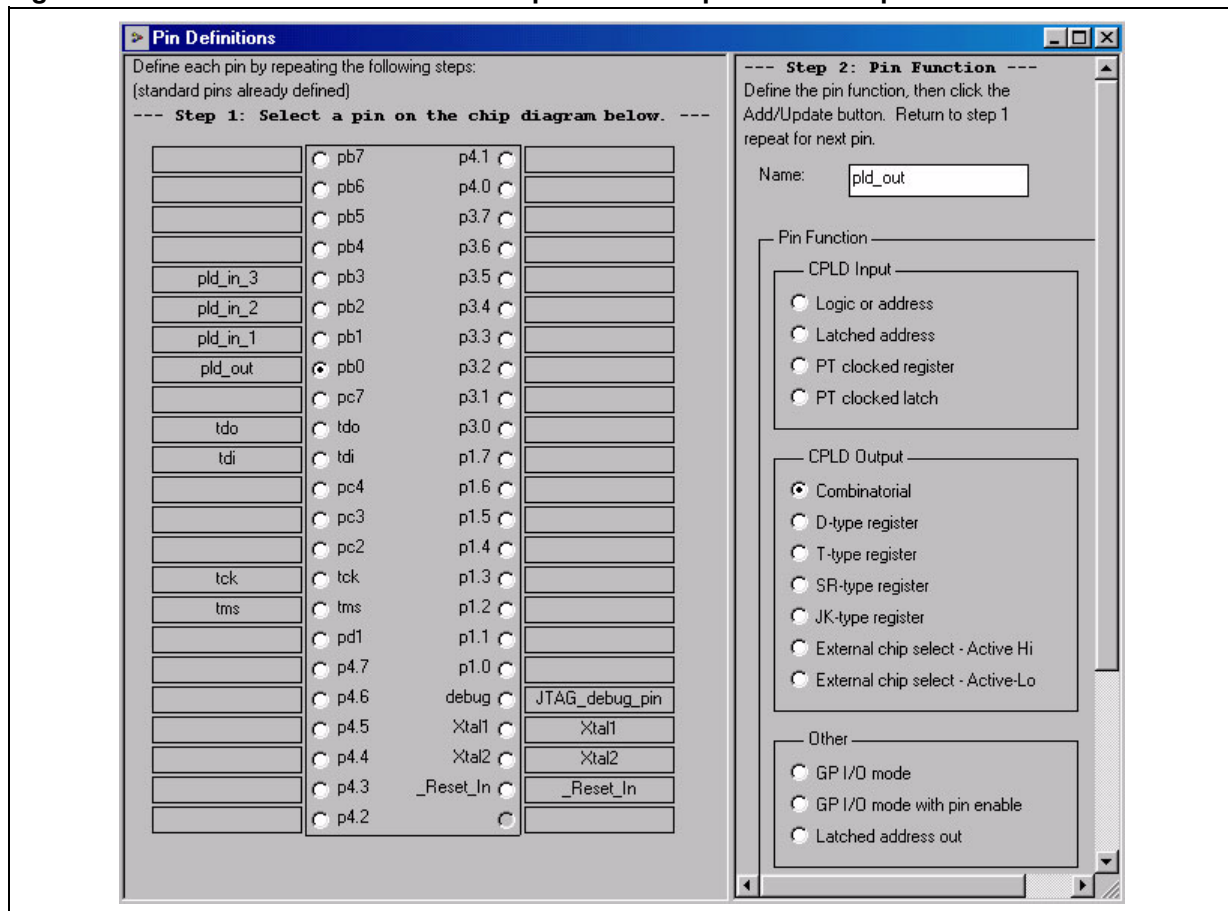 Pin Definitions
Define each pin by repeating the following steps:
(standard pins already defined)
--- Step 1: Select a pin on the chip diagram below. ---
pb7 p4.1
pb6 p4.0
pb5 p3.7
pb4 p3.6
pld_in_3 pb3 p3.5
pld_in_2 pb2 p3.4
pld_in_1 pb1 p3.3
pld_out pb0 p3.2
pc7 p3.1
tdo tdo p3.0
tdi tdi p1.7
pc4 p1.6
pc3 p1.5
pc2 p1.4
tck tck p1.3
tms tms p1.2
pd1 p1.1
p4.7 p1.0
p4.6 debug JTAG_debug_pin
p4.5 Xtal1 Xtal1
p4.4 Xtal2 Xtal2
p4.3 _Reset_In _Reset_In
p4.2
--- Step 2: Pin Function ---
Define the pin function, then click the
Add/Update button. Return to step 1
repeat for next pin.
Name: pld_out
Pin Function
CPLD Input
Logic or address
Latched address
PT clocked register
PT clocked latch
CPLD Output
Combinatorial
D-type register
T-type register
SR-type register
JK-type register
External chip select - Active Hi
External chip select - Active-Lo
Other
GP I/O mode
GP I/O mode with pin enable
Latched address out